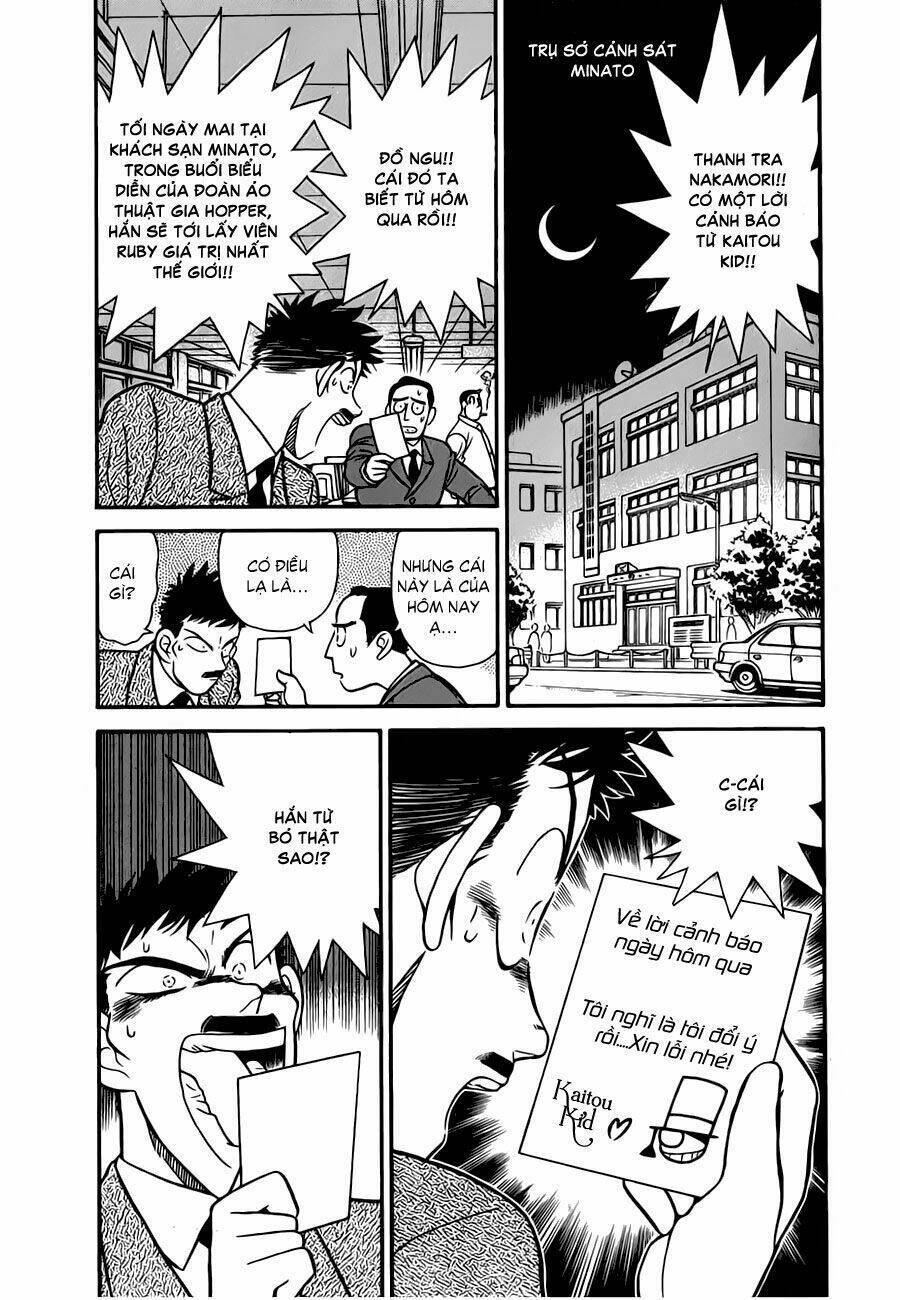 TRỤ SỞ CẢNH SÁT
MINATO
THANH TRA
NAKAMORI!!
CÓ MỘT LỜI
CẢNH BÁO
TỪ KAITOU
KID!!
ĐỒ NGU!!
CÁI ĐÓ TA
BIẾT TỪ HÔM
QUA RỒI!!
TỐI NGÀY MAI TẠI
KHÁCH SẠN MINATO,
TRONG BUỔI BIỂU
DIỄN CỦA ĐOÀN ẢO
THUẬT GIA HOPPER,
HẮN SẼ TỚI LẤY VIÊN
RUBY GIÁ TRỊ NHẤT
THẾ GIỚI!!
NHƯNG CÁI
NÀY LÀ CỦA
HÔM NAY
Ạ...
CÓ ĐIỀU
LẠ LÀ...
CÁI
GÌ?
C-CÁI
GÌ!?
Về lời cảnh báo
ngày hôm qua
Tôi nghĩ là tôi đổi ý
rồi....Xin lỗi nhé!
Kaitou
Kid
HẮN TỪ
BỎ THẬT
SAO!?